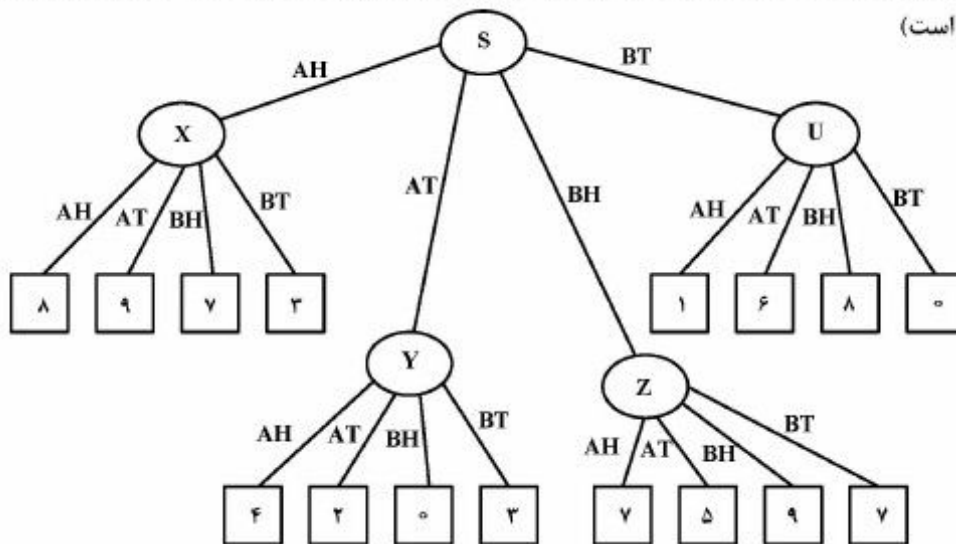 است)
S
AH
BT
X
U
AT
BH
AH AT BH BT
AH AT BH BT
۸ ۹ ۷ ۳
۱ ۶ ۸ ۰
Y
Z
AH AT BH BT
AH AT BH BT
۴ ۲ ۰ ۳
۷ ۵ ۹ ۷